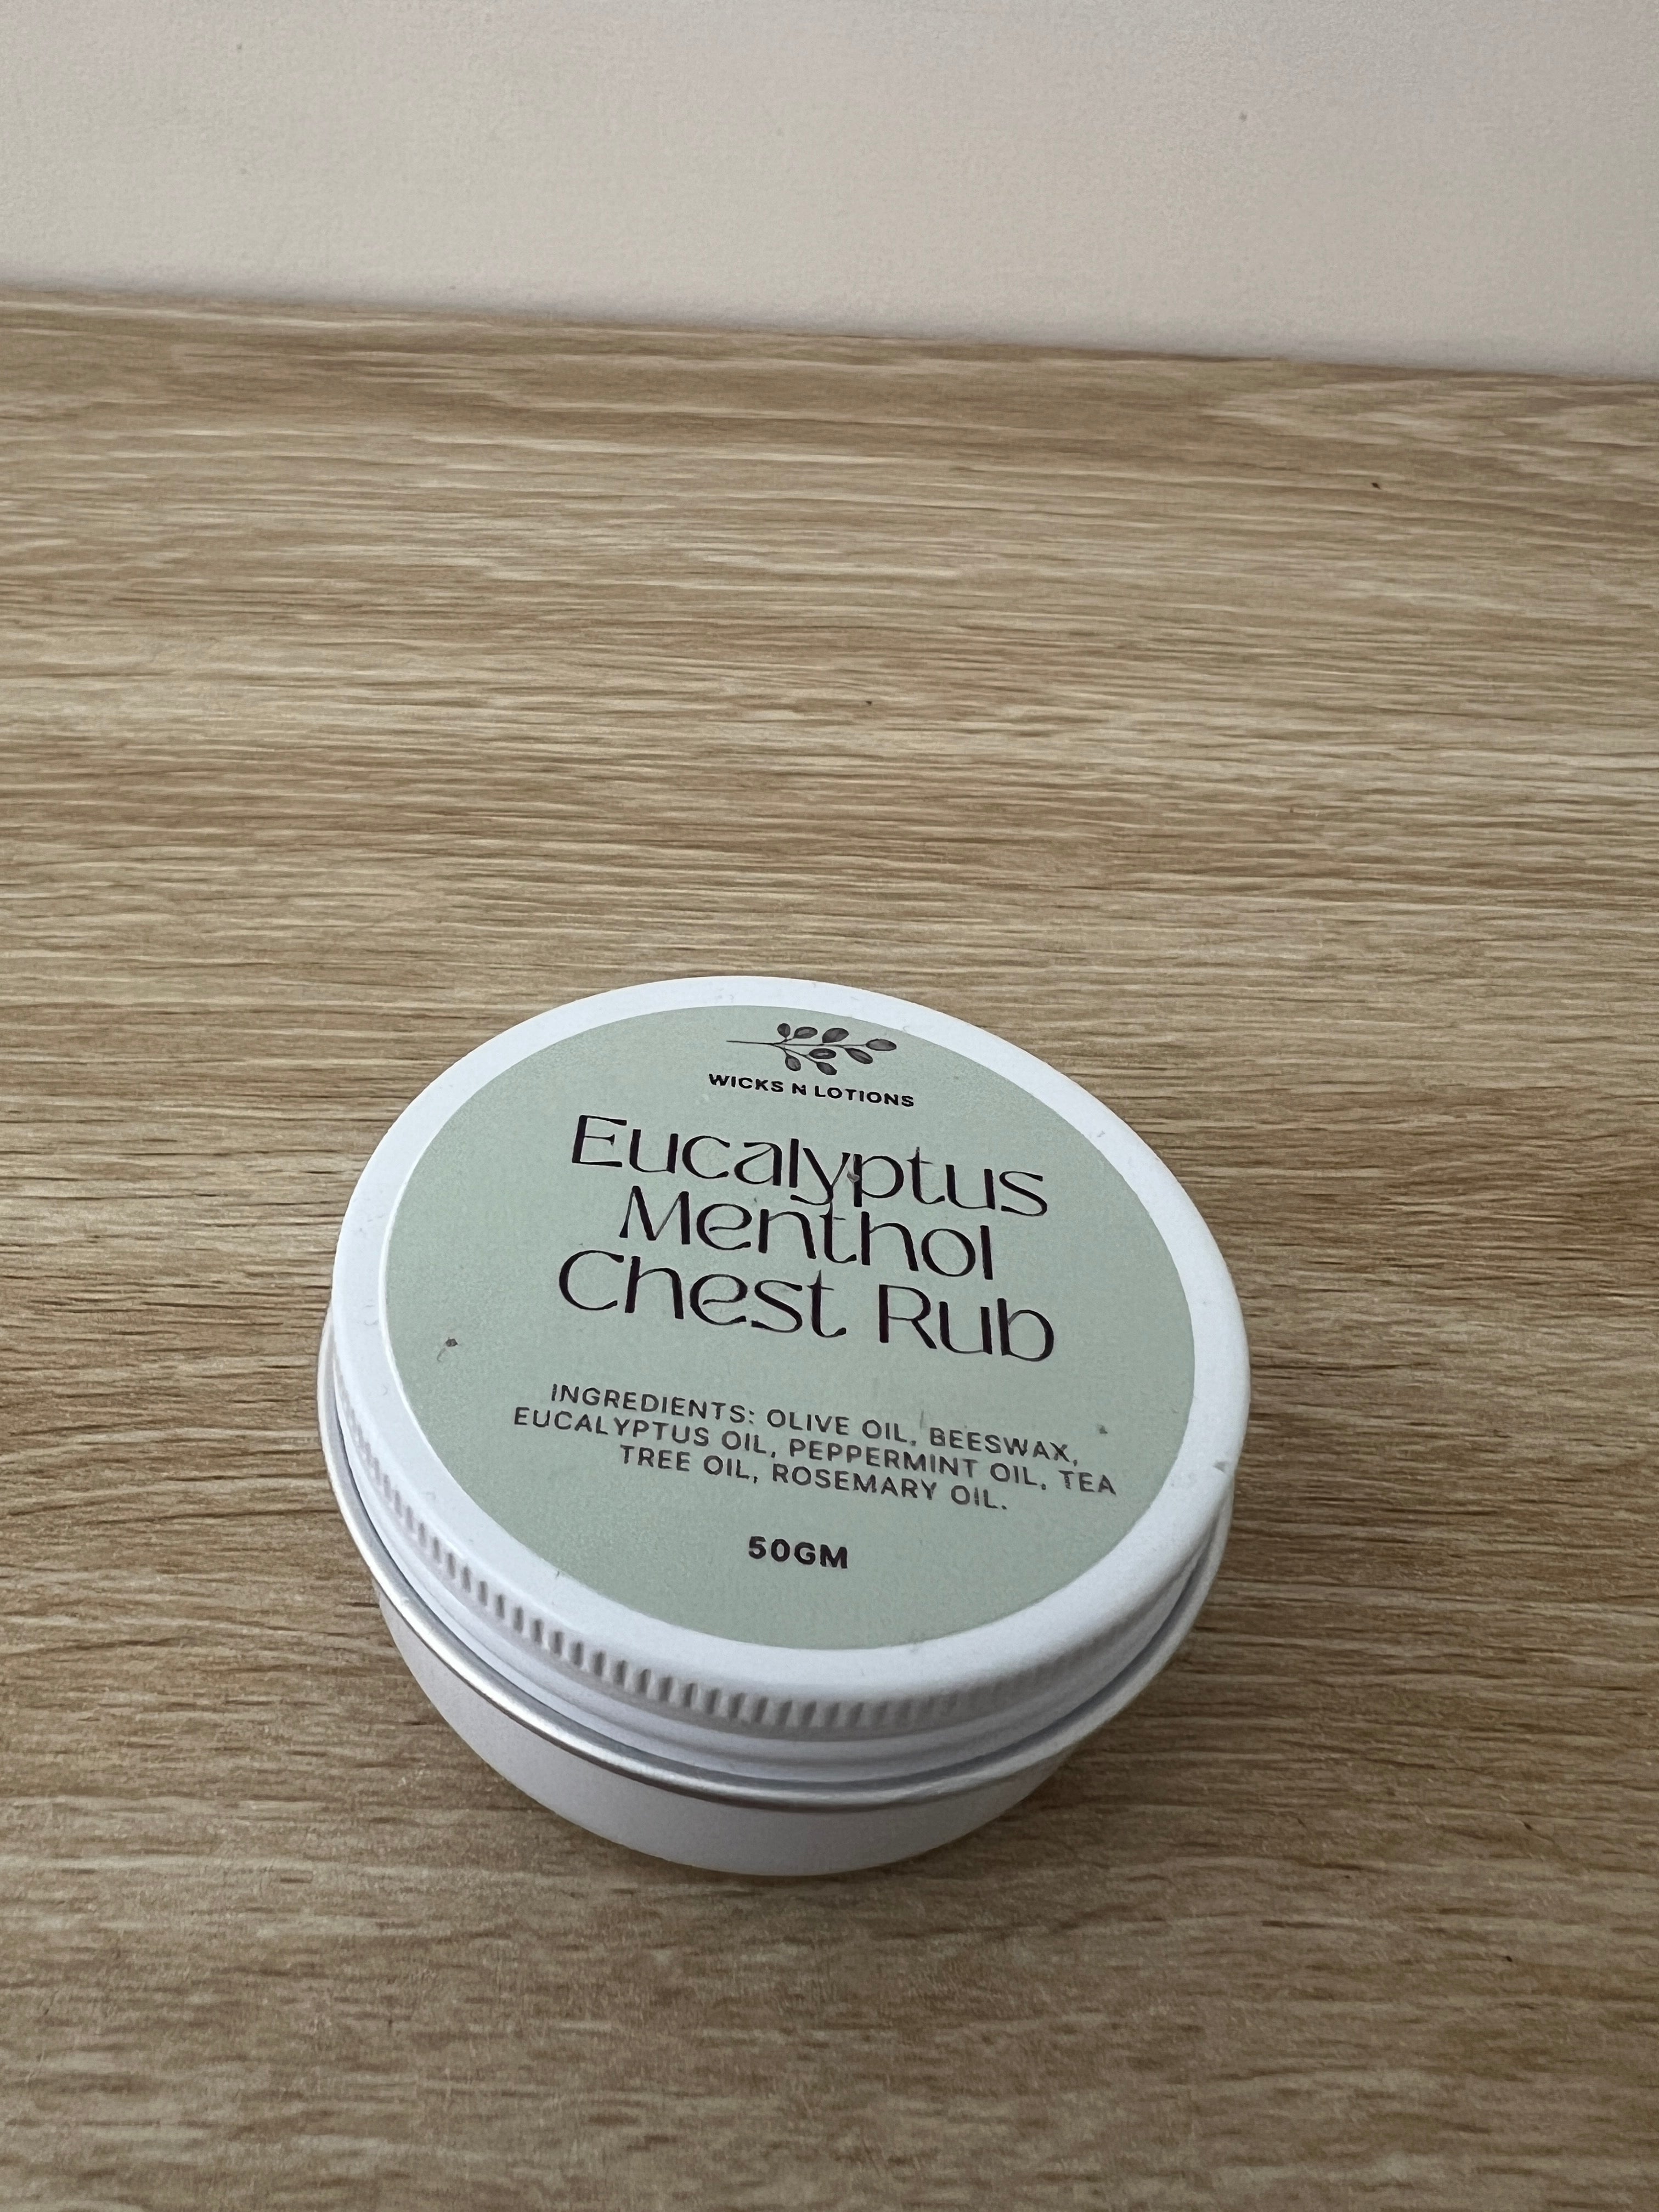 WICKS N LOTIONS
Eucalyptus
Menthol
Chest Rub
INGREDIENTS: OLIVE OIL, BEESWAX,
EUCALYPTUS OIL, PEPPERMINT OIL, TEA
TREE OIL, ROSEMARY OIL.
50GM